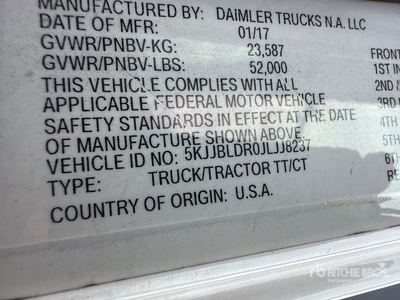 MANUFACTURED BY: DAIMLER TRUCKS N.A. LLC
DATE OF MFR: 01/17
GVWR/PNBV-KG: 23,587 FRONT
GVWR/PNBV-LBS: 52,000 1ST IN
THIS VEHICLE COMPLIES WITH ALL 2ND
APPLICABLE FEDERAL MOTOR VEHICLE 3RD
SAFETY STANDARDS IN EFFECT AT THE DATE 4TH
OF MANUFACTURE SHOWN ABOVE. 5TH
VEHICLE ID NO: 5KJJBLDR0JLJJ8237 6TH
TYPE: TRUCK/TRACTOR TT/CT RE
COUNTRY OF ORIGIN: U.S.A.
RITCHIE BROS